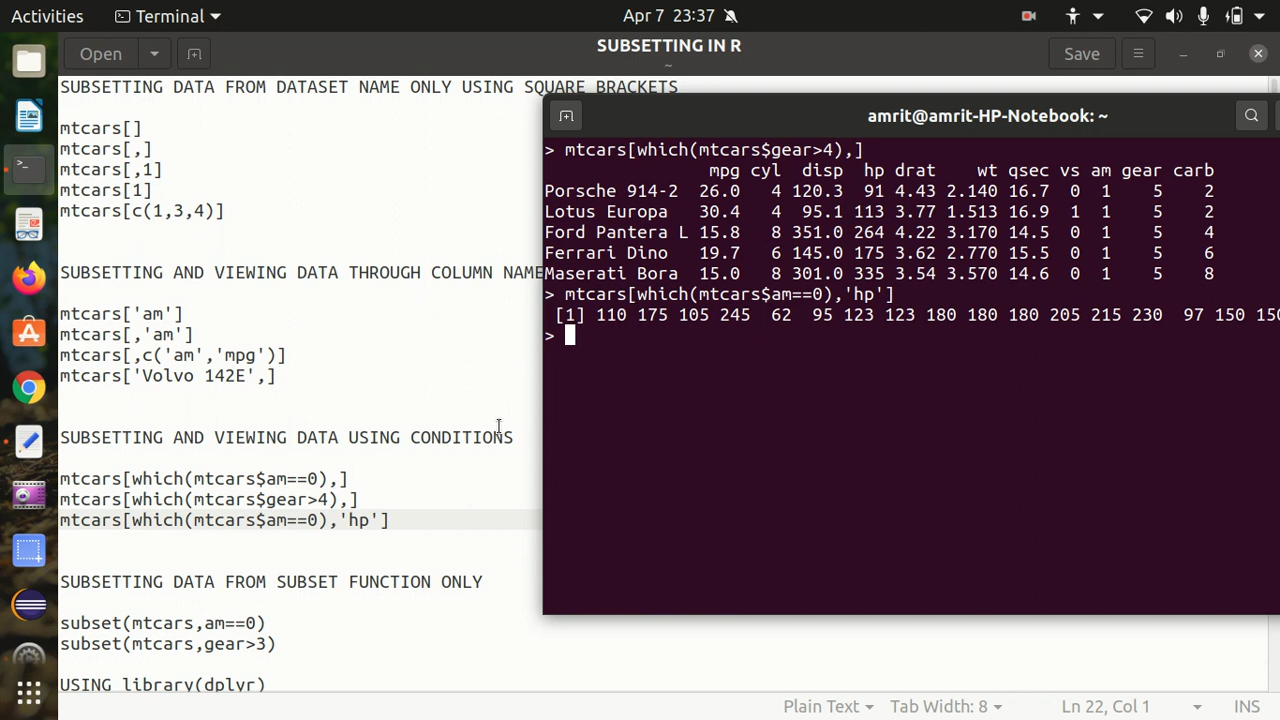 Activities
Terminal
Apr 7 23:37
Open
SUBSETTING IN R
~
Save
SUBSETTING DATA FROM DATASET NAME ONLY USING SQUARE BRACKETS
mtcars[]
mtcars[,]
mtcars[,1]
mtcars[1]
mtcars[c(1,3,4)]
SUBSETTING AND VIEWING DATA THROUGH COLUMN NAME
mtcars['am']
mtcars[,'am']
mtcars[,c('am','mpg')]
mtcars['Volvo 142E',]
SUBSETTING AND VIEWING DATA USING CONDITIONS
mtcars[which(mtcars$am==0),]
mtcars[which(mtcars$gear>4),]
mtcars[which(mtcars$am==0),'hp']
SUBSETTING DATA FROM SUBSET FUNCTION ONLY
subset(mtcars,am==0)
subset(mtcars,gear>3)
USING library(dplyr)
Plain Text
Tab Width: 8
Ln 22, Col 1
INS
amrit@amrit-HP-Notebook: ~
> mtcars[which(mtcars$gear>4),]
mpg cyl disp hp drat wt qsec vs am gear carb
Porsche 914-2 26.0 4 120.3 91 4.43 2.140 16.7 0 1 5 2
Lotus Europa 30.4 4 95.1 113 3.77 1.513 16.9 1 1 5 2
Ford Pantera L 15.8 8 351.0 264 4.22 3.170 14.5 0 1 5 4
Ferrari Dino 19.7 6 145.0 175 3.62 2.770 15.5 0 1 5 6
Maserati Bora 15.0 8 301.0 335 3.54 3.570 14.6 0 1 5 8
> mtcars[which(mtcars$am==0),'hp']
[1] 110 175 105 245 62 95 123 123 180 180 180 205 215 230 97 150 150
>